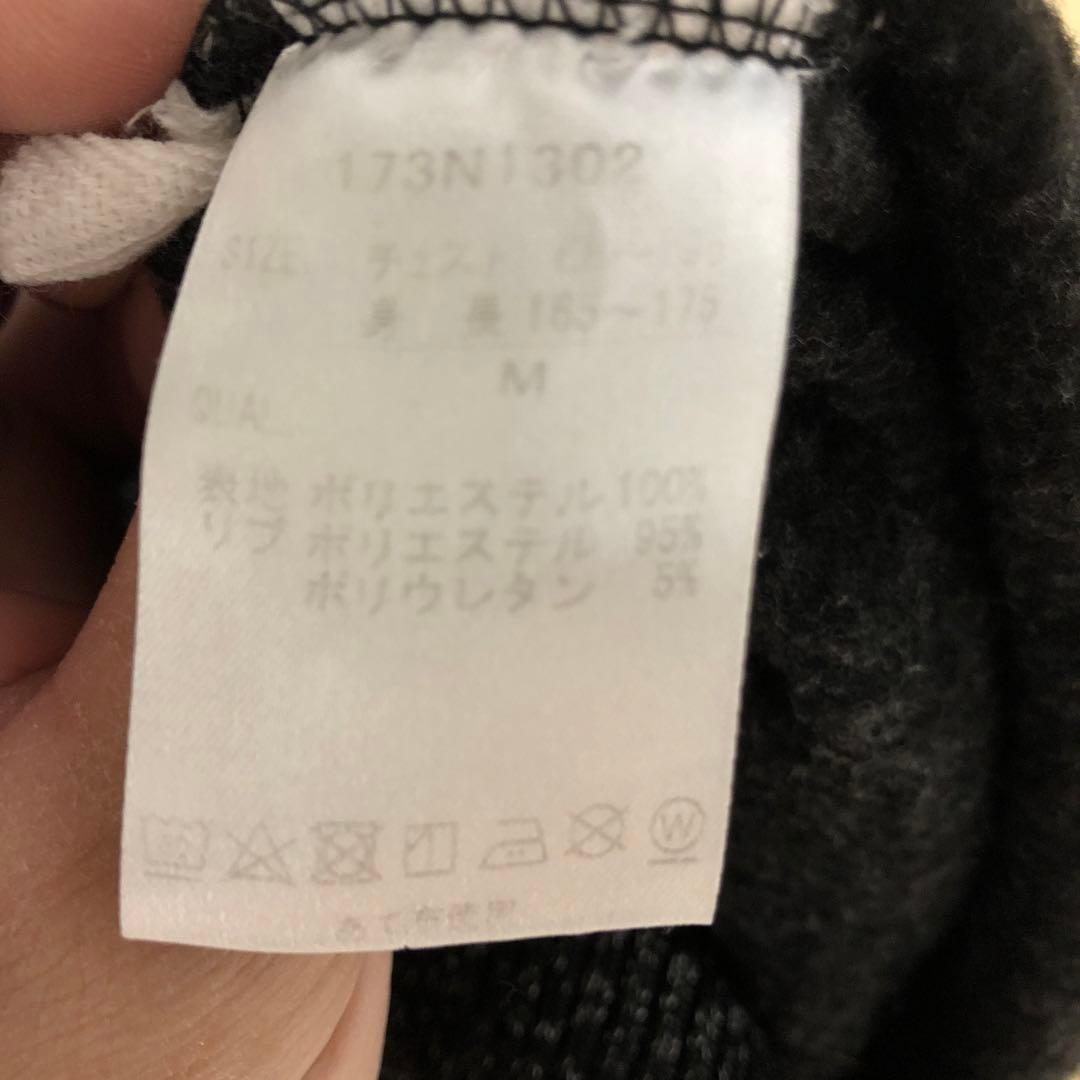 173N1302
SIZE チェスト
身 長 165～175
M
QUAL.
表地 ポリエステル 100%
リブ ポリエステル 95%
ポリウレタン 5%
W
あて布使用